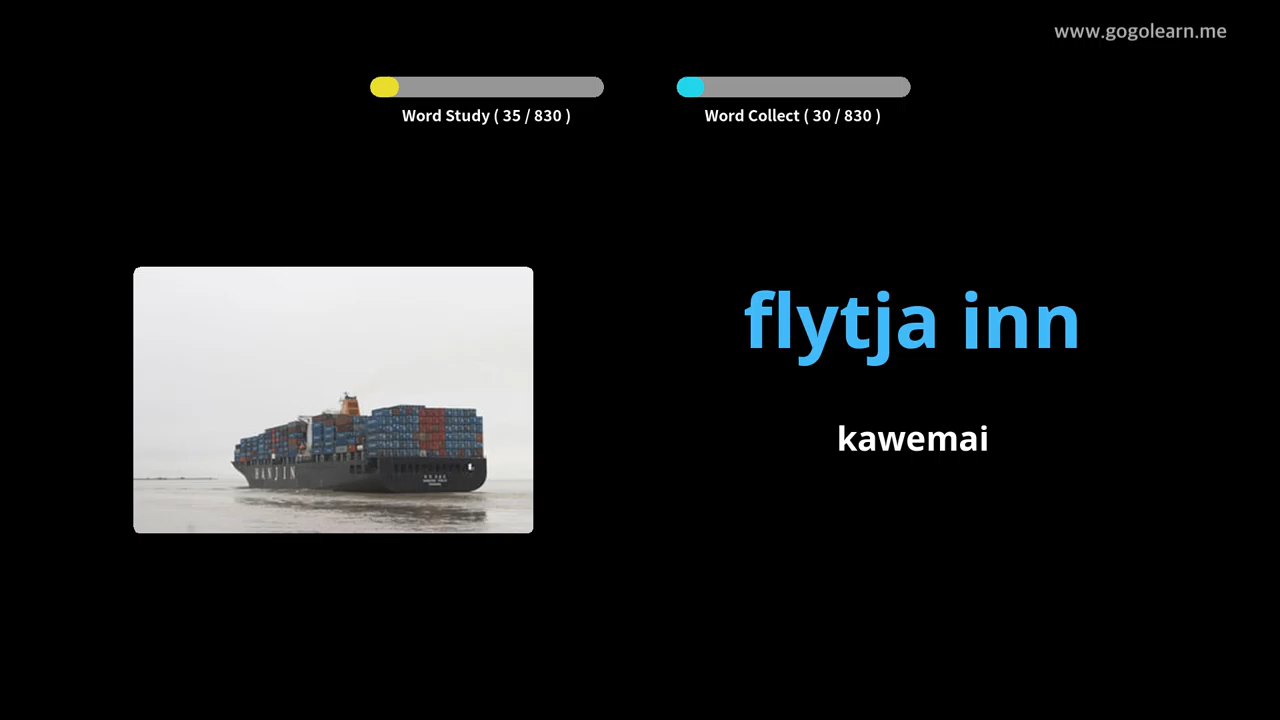 www.gogolearn.me
Word Study ( 35 / 830 )
Word Collect ( 30 / 830 )
flytja inn
kawemai
HANJIN